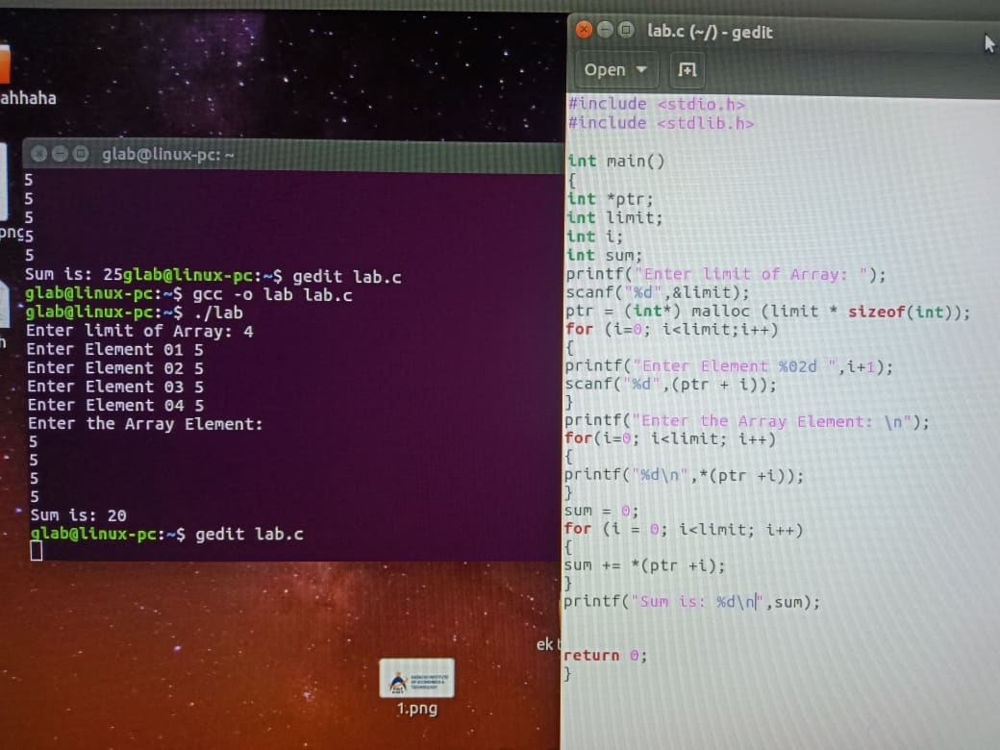 ahhaha
png
h
glab@linux-pc: ~
5
5
5
5
5
Sum is: 25glab@linux-pc:~$ gedit lab.c
glab@linux-pc:~$ gcc -o lab lab.c
glab@linux-pc:~$ ./lab
Enter limit of Array: 4
Enter Element 01 5
Enter Element 02 5
Enter Element 03 5
Enter Element 04 5
Enter the Array Element:
5
5
5
5
Sum is: 20
glab@linux-pc:~$ gedit lab.c
ek t
1.png
lab.c (~/) - gedit
Open
#include <stdio.h>
#include <stdlib.h>
int main()
{
int *ptr;
int limit;
int i;
int sum;
printf("Enter limit of Array: ");
scanf("%d",&limit);
ptr = (int*) malloc (limit * sizeof(int));
for (i=0; i<limit;i++)
{
printf("Enter Element %02d ",i+1);
scanf("%d",(ptr + i));
}
printf("Enter the Array Element: \n");
for(i=0; i<limit; i++)
{
printf("%d\n",*(ptr +i));
}
sum = 0;
for (i = 0; i<limit; i++)
{
sum += *(ptr +i);
}
printf("Sum is: %d\n",sum);
return 0;
}